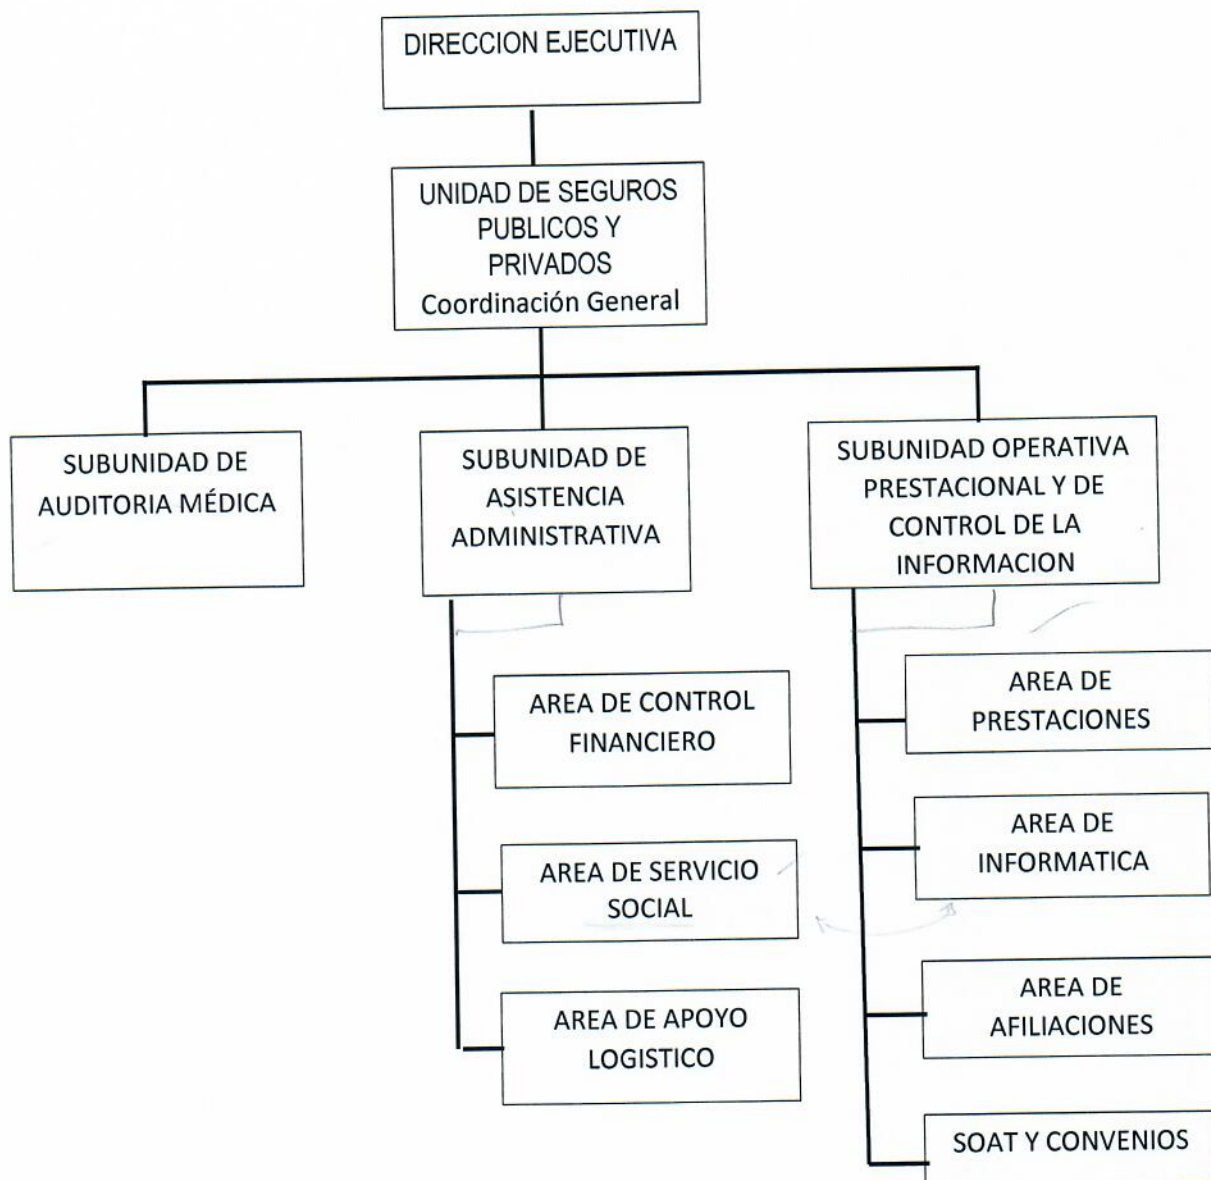 DIRECCION EJECUTIVA
UNIDAD DE SEGUROS
PUBLICOS Y
PRIVADOS
Coordinación General
SUBUNIDAD DE
AUDITORIA MÉDICA
SUBUNIDAD DE
ASISTENCIA
ADMINISTRATIVA
SUBUNIDAD OPERATIVA
PRESTACIONAL Y DE
CONTROL DE LA
INFORMACION
AREA DE CONTROL
FINANCIERO
AREA DE SERVICIO
SOCIAL
AREA DE APOYO
LOGISTICO
AREA DE
PRESTACIONES
AREA DE
INFORMATICA
AREA DE
AFILIACIONES
SOAT Y CONVENIOS